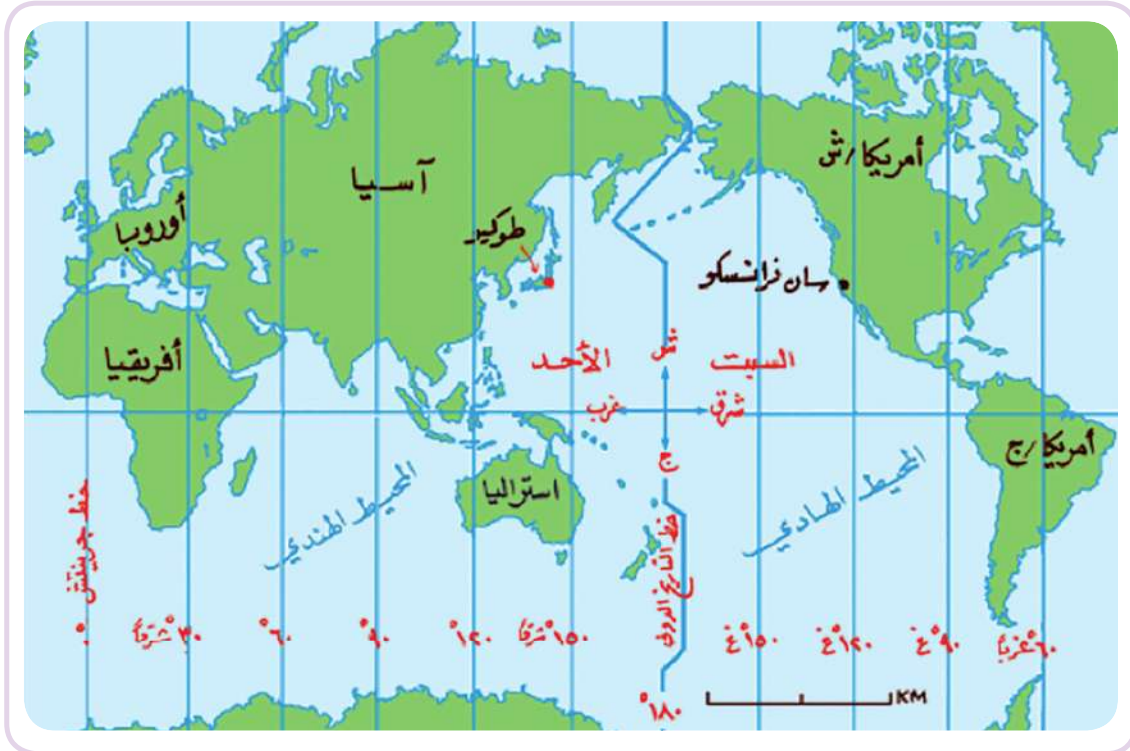 أمريكا/ش
آسيا
أوروبا
طوكيو
سان فرانسسكو
أفريقيا
الأحد
ش
السبت
غرب
شرق
ج
أمريكا/ج
استراليا
المحيط الهندي
المحيط الهادي
خط جرينتش
خط التاريخ الدولي
°٠
°٣٠ شرقاً
°٦٠
°٩٠
°١٢٠
°١٥٠ شرقاً
°١٥٠ غ
°١٢٠ غ
°٩٠ غ
°٦٠ غرباً
°١٨٠
KM